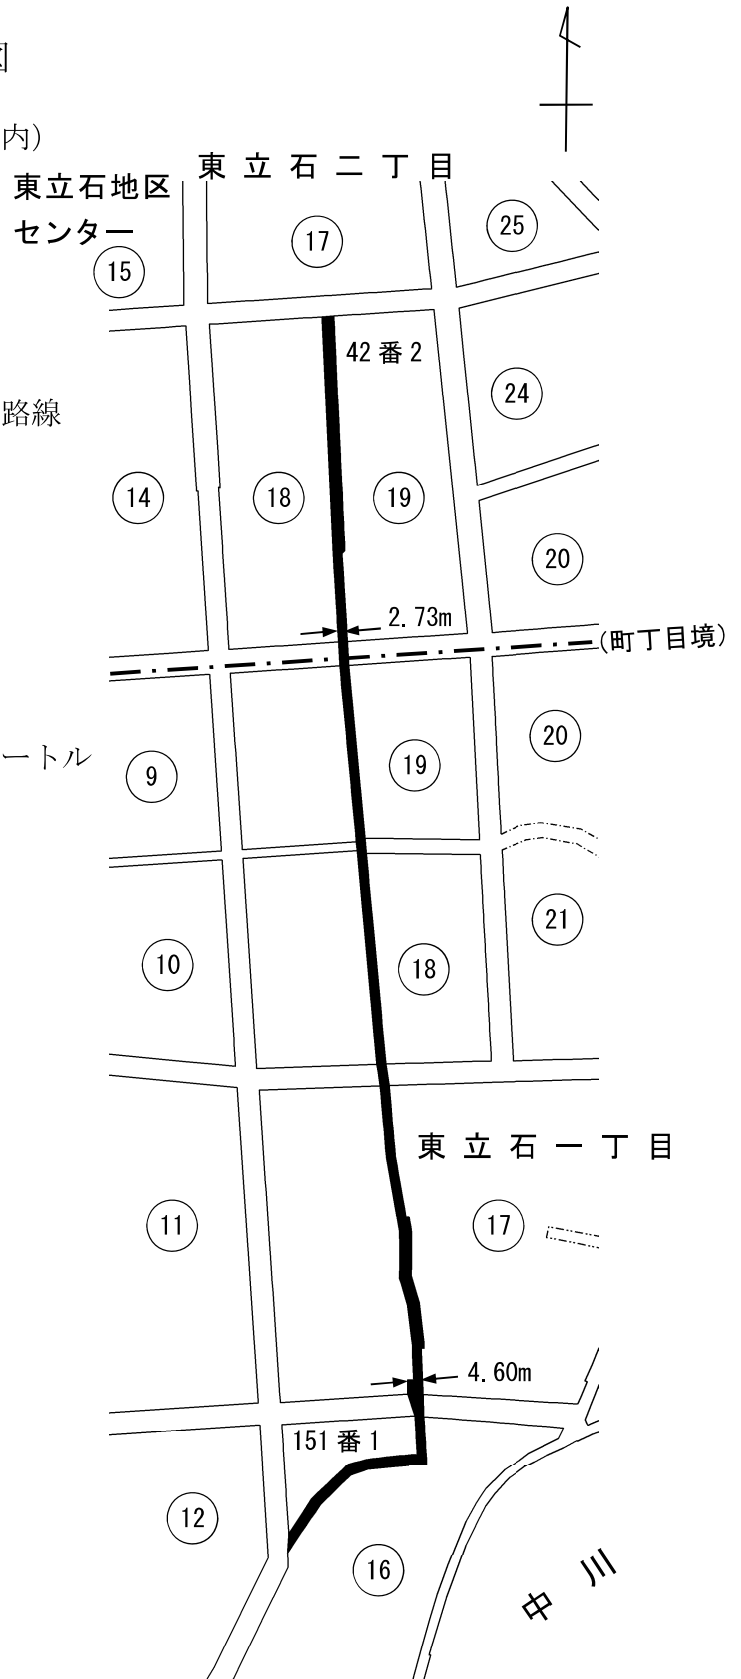 図
内)
東立石二丁目
東立石地区
センター
25
17
15
42番2
24
路線
14
18
19
20
2.73m
(町丁目境)
20
19
ートル
9
21
10
18
東立石一丁目
11
17
4.60m
151番1
12
16
中川